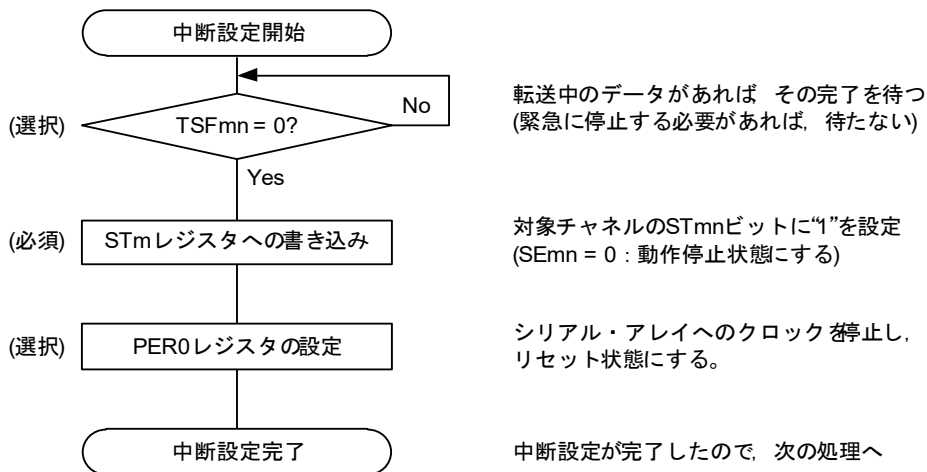 中断設定開始
No
転送中のデータがあれば その完了を待つ
(選択)
TSFmn = 0?
(緊急に停止する必要があれば, 待たない)
Yes
(必須)
STmレジスタへの書き込み
対象チャネルのSTmnビットに“1”を設定
(SEmn = 0 : 動作停止状態にする)
(選択)
PER0レジスタの設定
シリアル・アレイへのクロックを停止し,
リセット状態にする。
中断設定完了
中断設定が完了したので, 次の処理へ